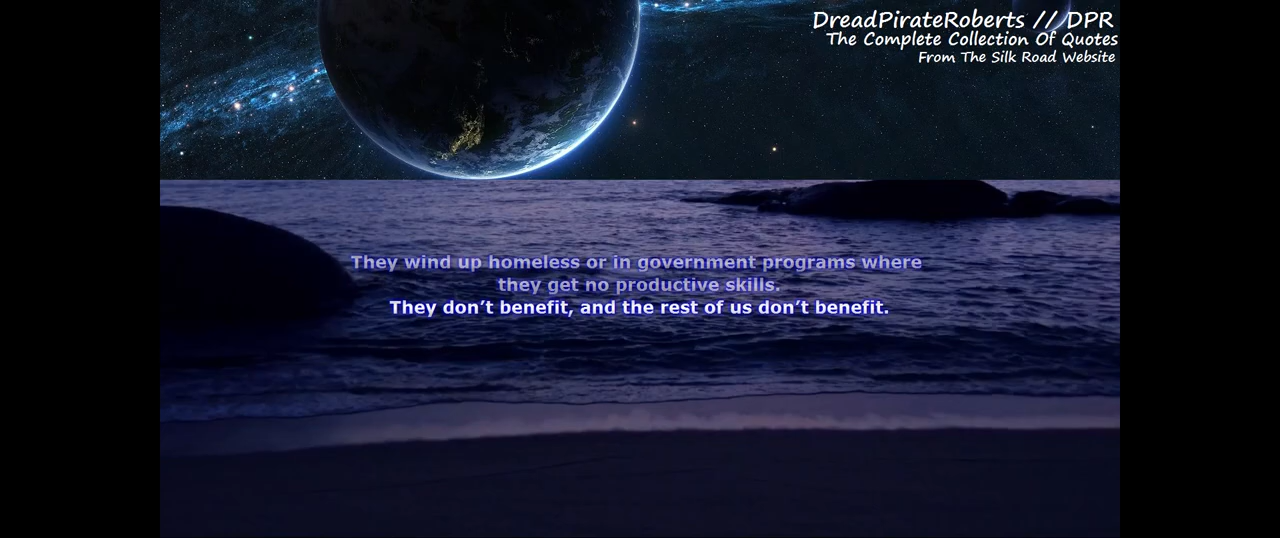 DreadPirateRoberts // DPR
The Complete Collection Of Quotes
From The Silk Road Website
They wind up homeless or in government programs where
they get no productive skills.
They don’t benefit, and the rest of us don’t benefit.